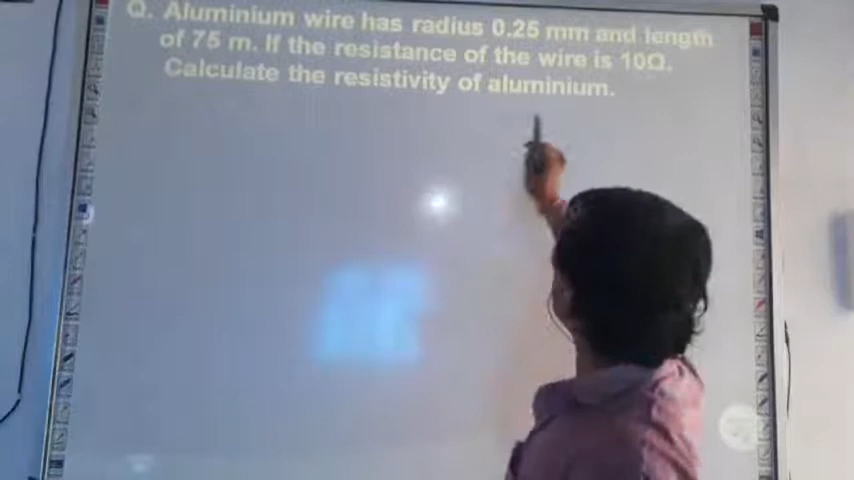 Q. Aluminium wire has radius 0.25 mm and length
of 75 m. If the resistance of the wire is 10Ω.
Calculate the resistivity of aluminium.